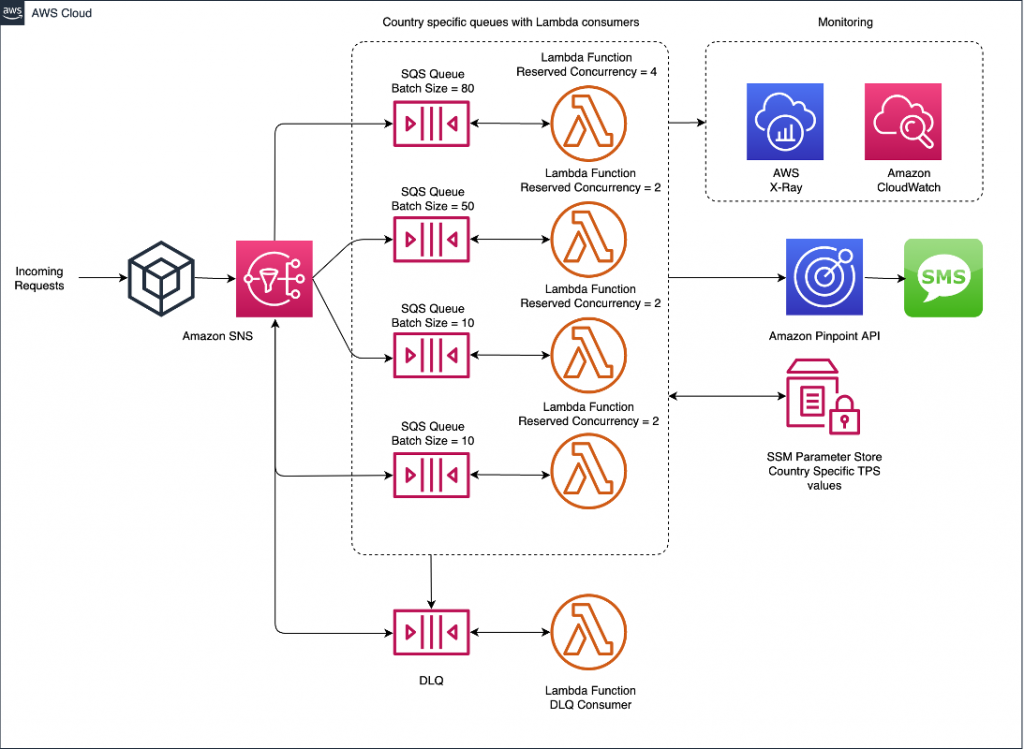 aws
AWS Cloud
Country specific queues with Lambda consumers
Monitoring
SQS Queue
Batch Size = 80
Lambda Function
Reserved Concurrency = 4
AWS
X-Ray
Amazon
CloudWatch
SQS Queue
Batch Size = 50
Lambda Function
Reserved Concurrency = 2
Incoming
Requests
Amazon SNS
SQS Queue
Batch Size = 10
Lambda Function
Reserved Concurrency = 2
SMS
Amazon Pinpoint API
SQS Queue
Batch Size = 10
Lambda Function
Reserved Concurrency = 2
SSM Parameter Store
Country Specific TPS
values
DLQ
Lambda Function
DLQ Consumer